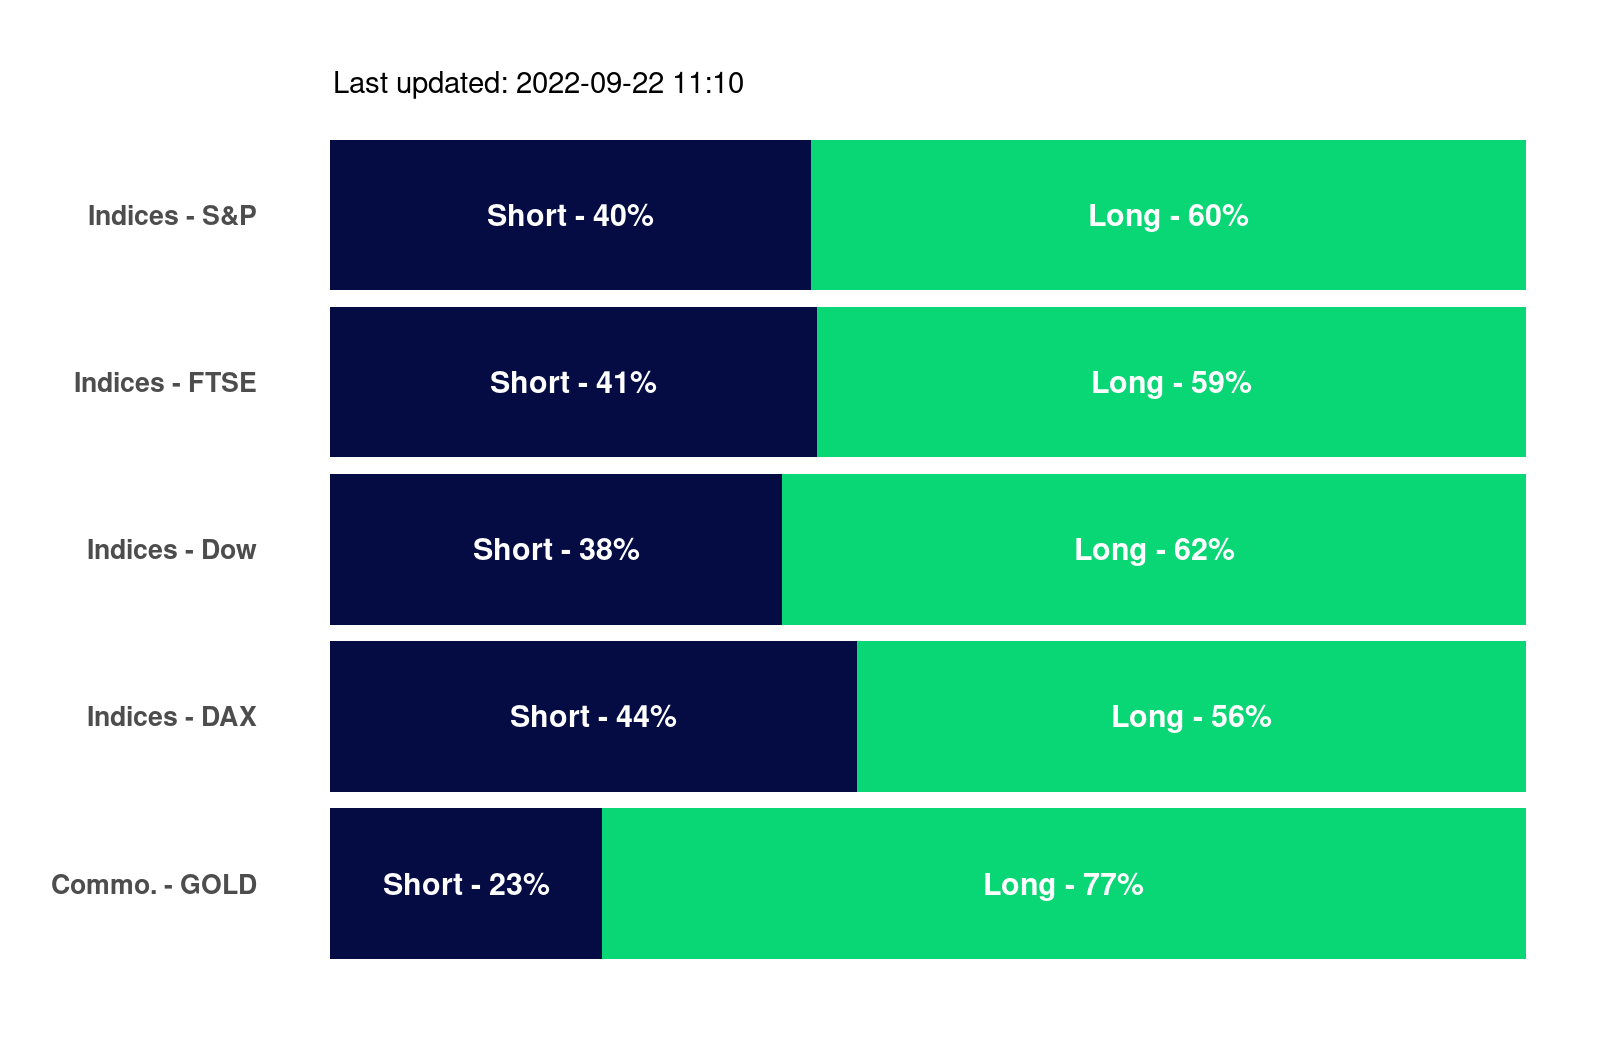 Last updated: 2022-09-22 11:10
Indices - S&P Short - 40% Long - 60%
Indices - FTSE Short - 41% Long - 59%
Indices - Dow Short - 38% Long - 62%
Indices - DAX Short - 44% Long - 56%
Commo. - GOLD Short - 23% Long - 77%